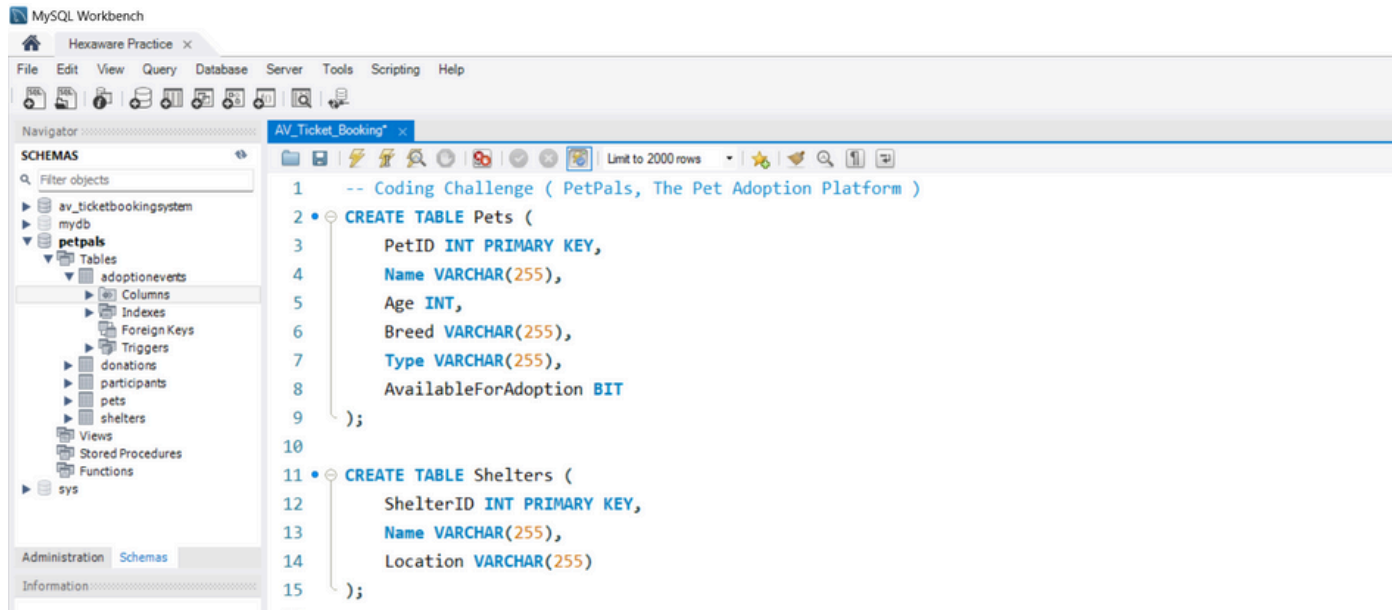 MySQL Workbench
Hexaware Practice
File Edit View Query Database Server Tools Scripting Help
Navigator
SCHEMAS
Filter objects
av_ticketbookingsystem
mydb
petpals
Tables
adoptionevents
Columns
Indexes
Foreign Keys
Triggers
donations
participants
pets
shelters
Views
Stored Procedures
Functions
sys
Administration Schemas
Information
AV_Ticket_Booking*
Limit to 2000 rows
1 -- Coding Challenge ( PetPals, The Pet Adoption Platform )
2 CREATE TABLE Pets (
3 PetID INT PRIMARY KEY,
4 Name VARCHAR(255),
5 Age INT,
6 Breed VARCHAR(255),
7 Type VARCHAR(255),
8 AvailableForAdoption BIT
9 );
10
11 CREATE TABLE Shelters (
12 ShelterID INT PRIMARY KEY,
13 Name VARCHAR(255),
14 Location VARCHAR(255)
15 );